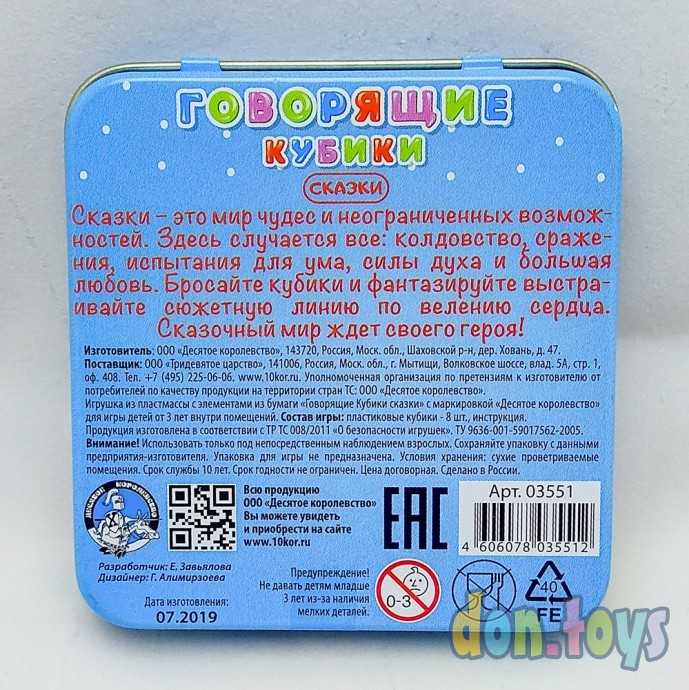 ГОВОРЯЩИЕ
КУБИКИ
СКАЗКИ
Сказки – это мир чудес и неограниченных возмож-
ностей. Здесь случается все: колдовство, сраже-
ния, испытания для ума, силы духа и большая
любовь. Бросайте кубики и фантазируйте выстра-
ивайте сюжетную линию по велению сердца.
Сказочный мир ждет своего героя!
Изготовитель: ООО «Десятое королевство», 143720, Россия, Моск. обл., Шаховской р-н, дер. Ховань, д. 47.
Поставщик: ООО «Тридевятое царство», 141006, Россия, Моск. обл., г. Мытищи, Волковское шоссе, влад. 5А, стр. 1,
оф. 408. Тел. +7 (495) 225-06-06. www.10kor.ru. Уполномоченная организация по претензиям к изготовителю от
потребителей по качеству продукции на территории стран ТС: ООО «Десятое королевство».
Игрушка из пластмассы с элементами из бумаги «Говорящие Кубики сказки» с маркировкой «Десятое королевство»
для игры детей от 3 лет внутри помещений. Состав игры: пластиковые кубики - 8 шт., инструкция.
Продукция изготовлена в соответствии с ТР ТС 008/2011 «О безопасности игрушек». ТУ 9636-001-59017562-2005.
Внимание! Использовать только под непосредственным наблюдением взрослых. Сохраняйте упаковку с данными
предприятия-изготовителя. Упаковка для игры не предназначена. Условия хранения: сухие проветриваемые
помещения. Срок службы 10 лет. Срок годности не ограничен. Цена договорная. Сделано в России.
ДЕСЯТОЕ КОРОЛЕВСТВО
Всю продукцию
ООО «Десятое королевство»
Вы можете увидеть
и приобрести на сайте
www.10kor.ru
EAC
Арт. 03551
4 606078 035512
Разработчик: Е. Завьялова
Дизайнер: Г. Алимирзоева
Дата изготовления:
07.2019
Предупреждение!
Не давать детям младше
3 лет из-за наличия
мелких деталей.
0-3
40
FE
don.toys